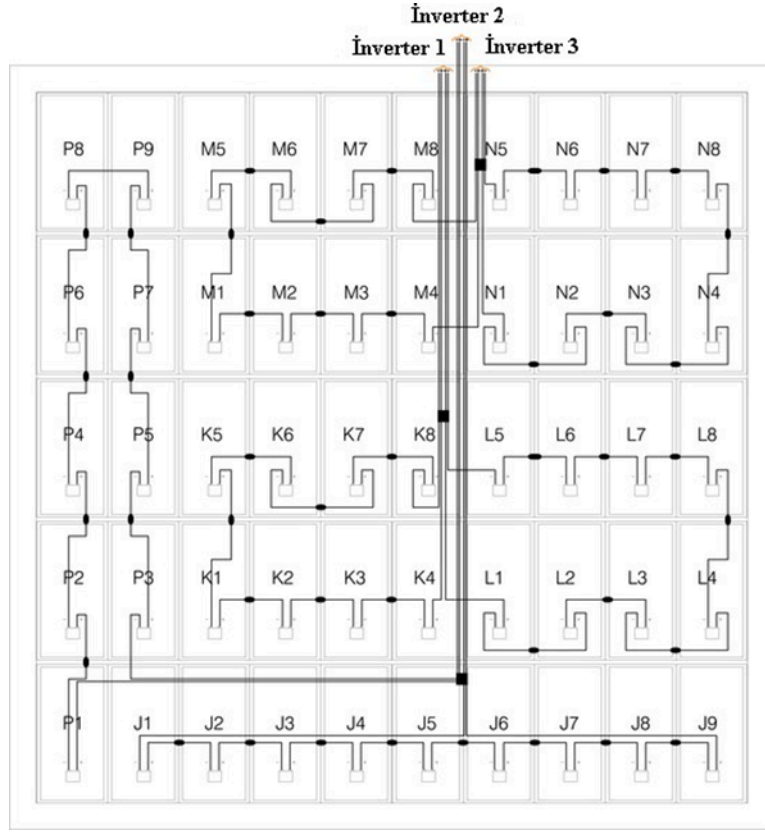 İnverter 2
İnverter 1 İnverter 3
P8 P9 M5 M6 M7 M8 N5 N6 N7 N8
P6 P7 M1 M2 M3 M4 N1 N2 N3 N4
P4 P5 K5 K6 K7 K8 L5 L6 L7 L8
P2 P3 K1 K2 K3 K4 L1 L2 L3 L4
P1 J1 J2 J3 J4 J5 J6 J7 J8 J9